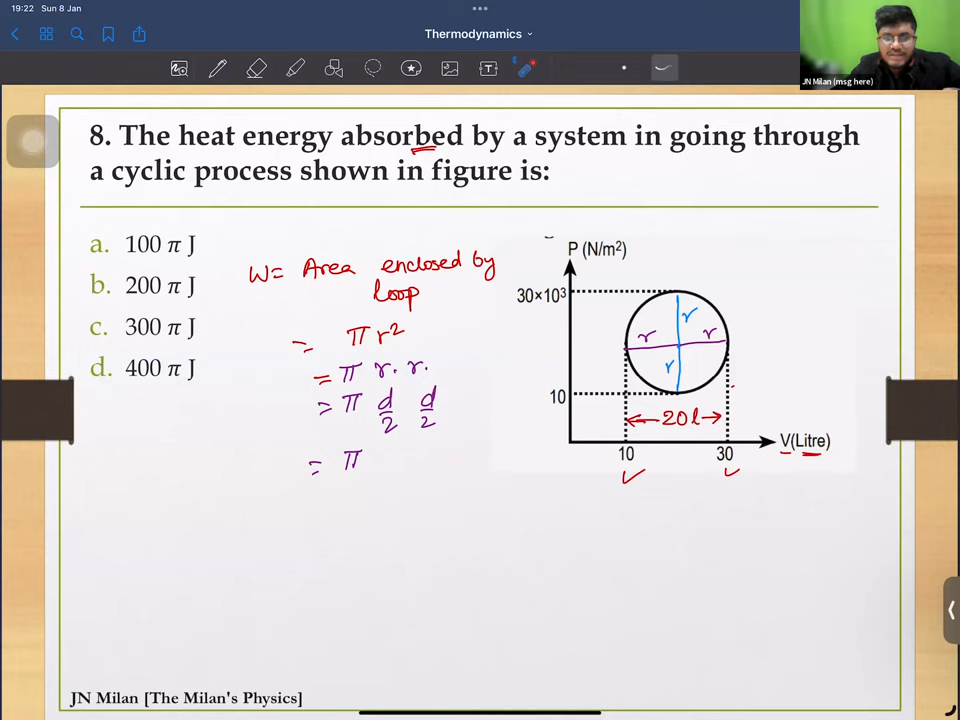 19:22 Sun 8 Jan
Thermodynamics
JN Milan (msg here)
8. The heat energy absorbed by a system in going through
a cyclic process shown in figure is:
a. 100 π J
b. 200 π J
c. 300 π J
d. 400 π J
W = Area enclosed by
loop
= π r²
= π r. r.
= π d/2 d/2
= π
P (N/m²)
30×10³
r
r r
r
10
20 l
V(Litre)
10 30
JN Milan [The Milan's Physics]